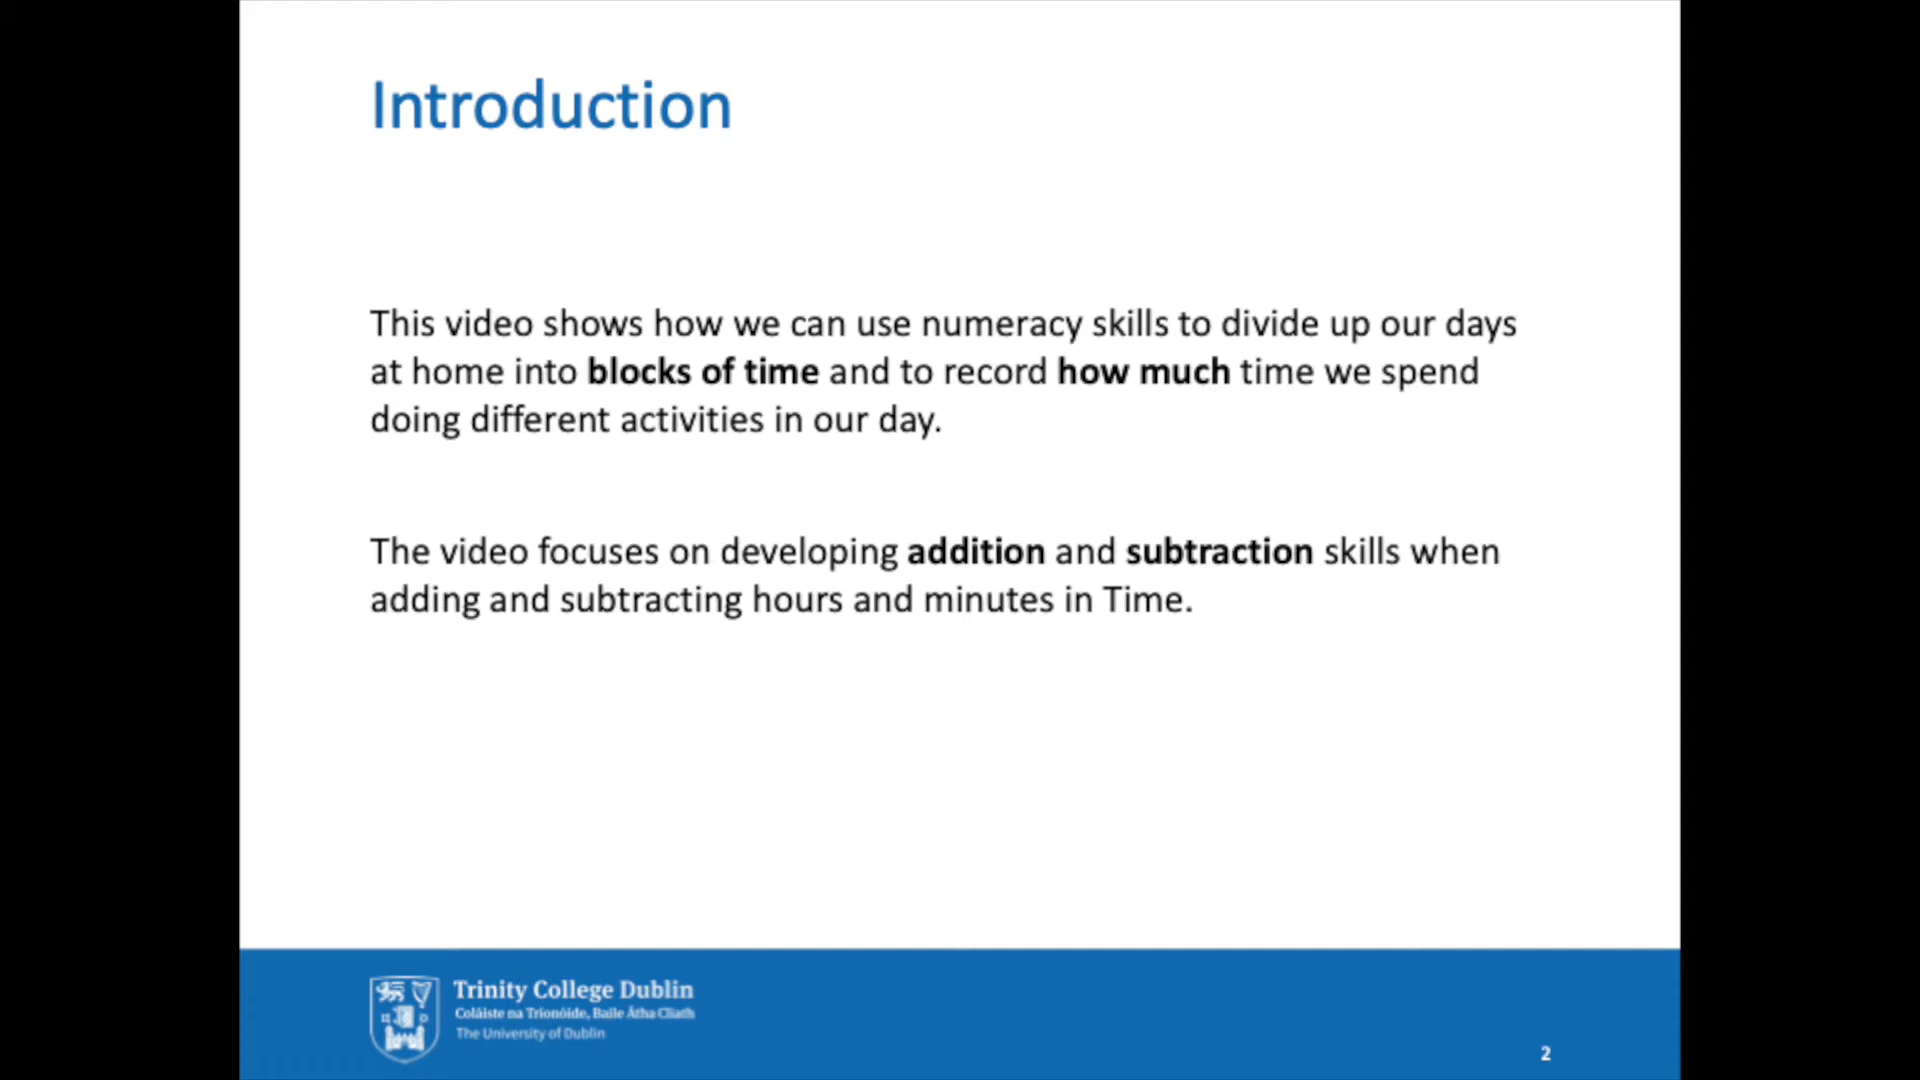 Introduction
This video shows how we can use numeracy skills to divide up our days
at home into blocks of time and to record how much time we spend
doing different activities in our day.
The video focuses on developing addition and subtraction skills when
adding and subtracting hours and minutes in Time.
Trinity College Dublin
Coláiste na Tríonóide, Baile Átha Cliath
The University of Dublin
2